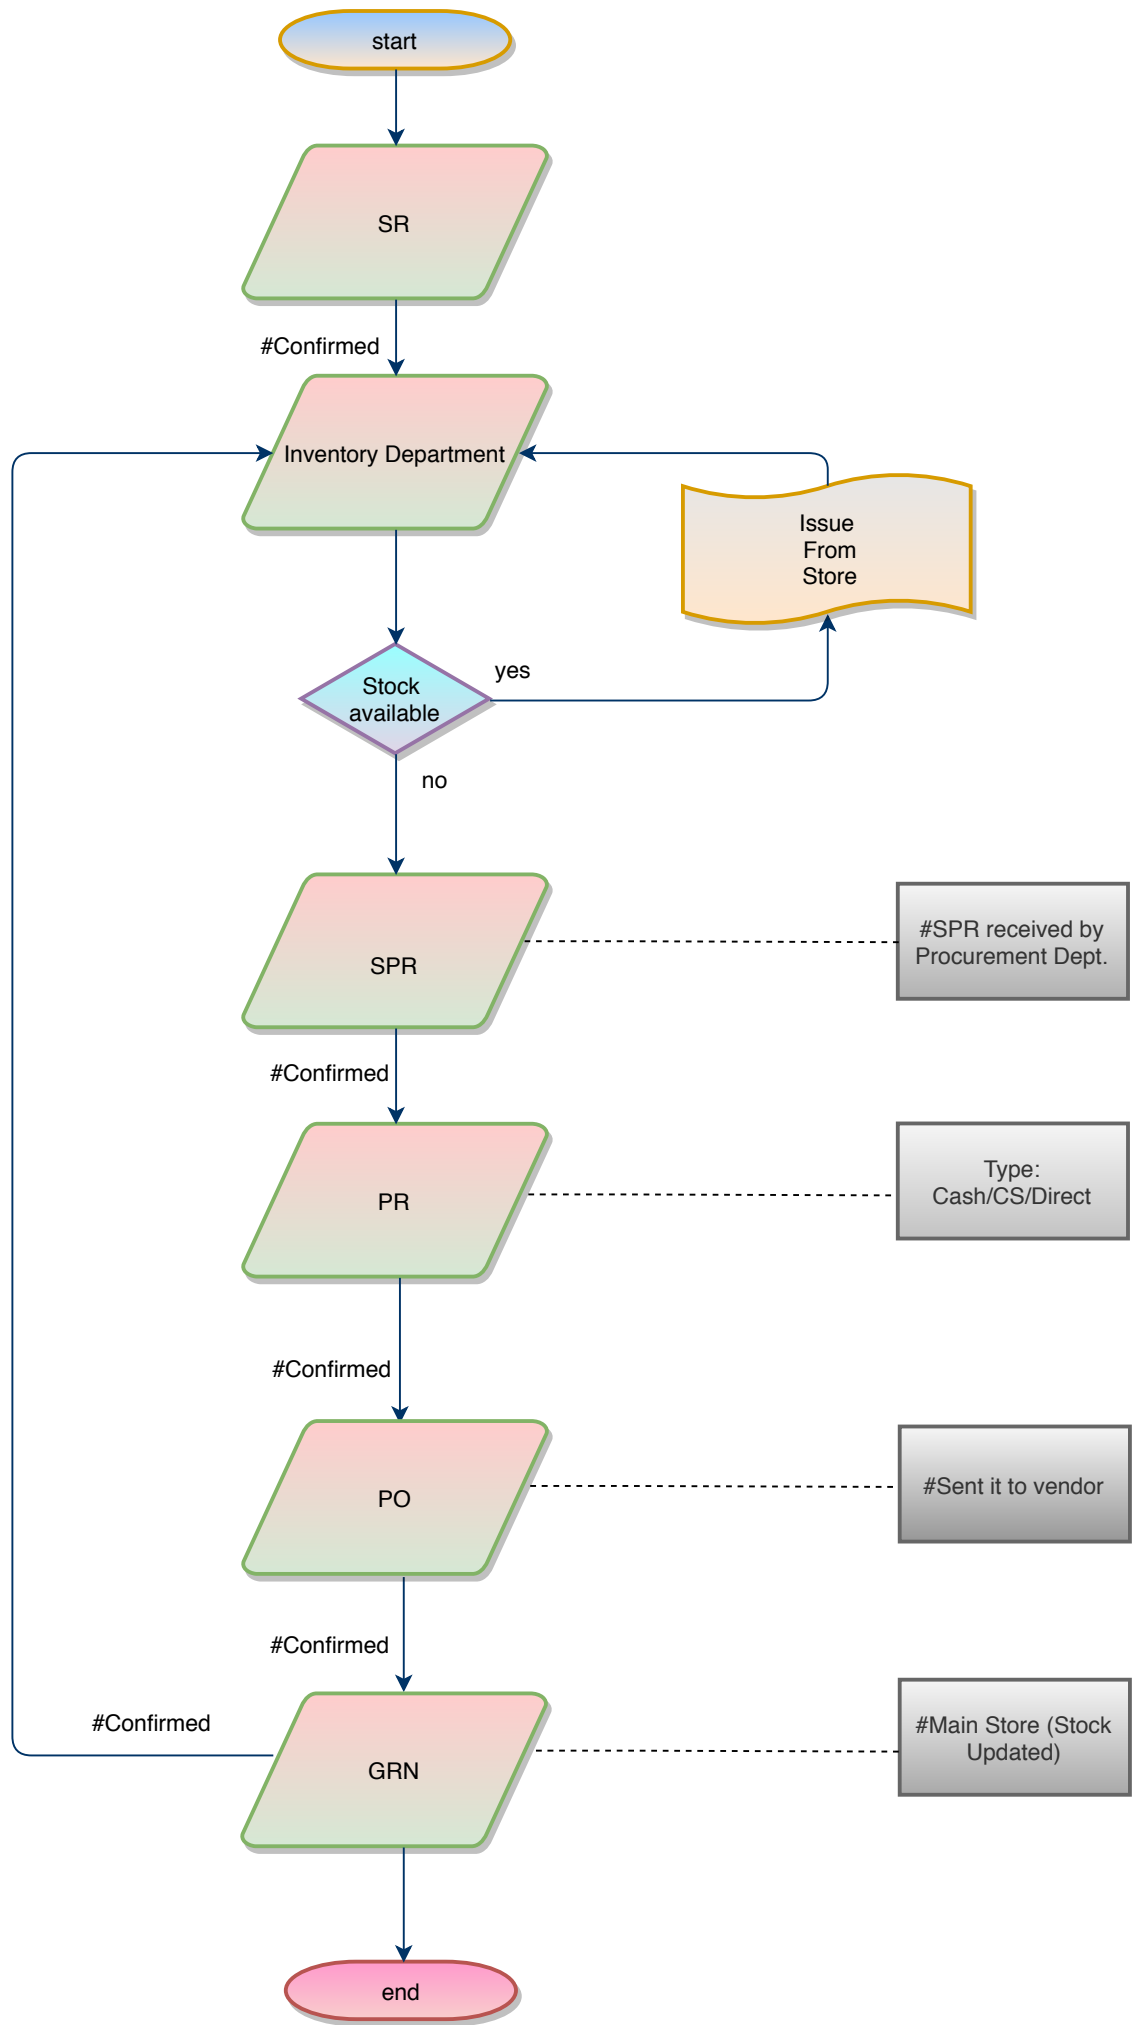 start
SR
#Confirmed
Inventory Department
Issue
From
Store
Stock
available
yes
no
SPR
#SPR received by
Procurement Dept.
#Confirmed
PR
Type:
Cash/CS/Direct
#Confirmed
PO
#Sent it to vendor
#Confirmed
#Confirmed
GRN
#Main Store (Stock
Updated)
end